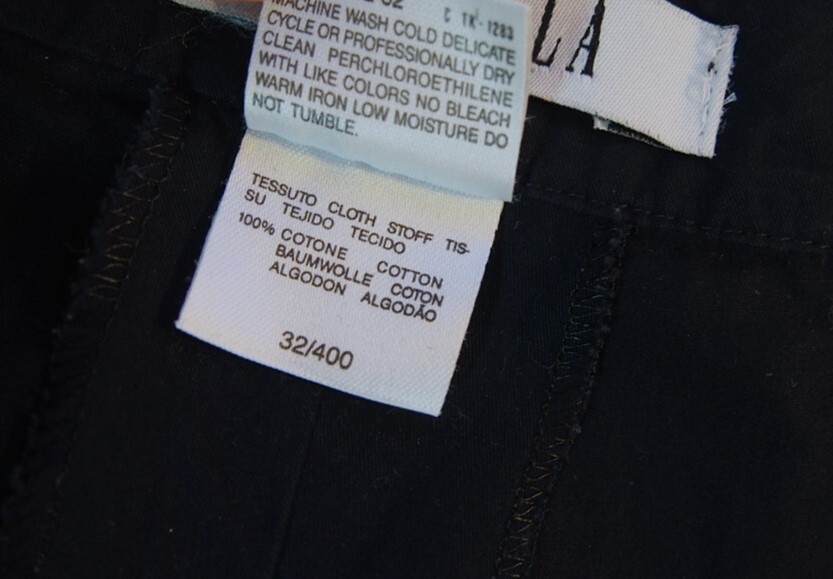 C TK-1283
MACHINE WASH COLD DELICATE
CYCLE OR PROFESSIONALLY DRY
CLEAN PERCHLOROETHILENE
WITH LIKE COLORS NO BLEACH
WARM IRON LOW MOISTURE DO
NOT TUMBLE.
LA
TESSUTO CLOTH STOFF TIS-
SU TEJIDO TECIDO
100% COTONE COTTON
BAUMWOLLE COTON
ALGODON ALGODÃO
32/400